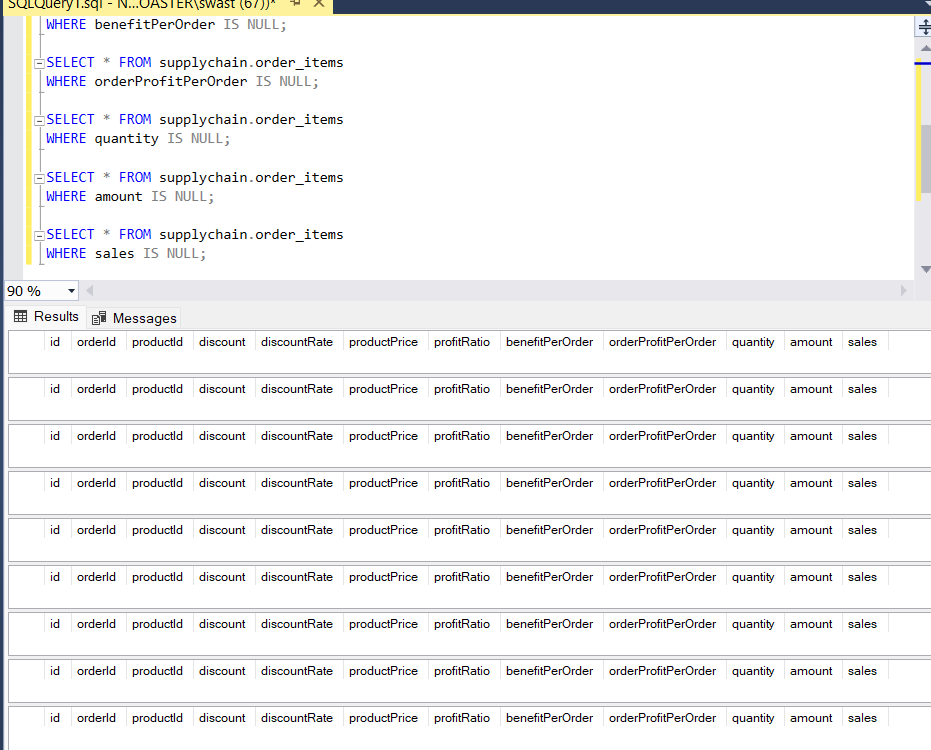 SQLQuery1.sql - N...OASTER\swast (67))*
WHERE benefitPerOrder IS NULL;
SELECT * FROM supplychain.order_items
WHERE orderProfitPerOrder IS NULL;
SELECT * FROM supplychain.order_items
WHERE quantity IS NULL;
SELECT * FROM supplychain.order_items
WHERE amount IS NULL;
SELECT * FROM supplychain.order_items
WHERE sales IS NULL;
90 %
Results Messages
id orderId productId discount discountRate productPrice profitRatio benefitPerOrder orderProfitPerOrder quantity amount sales
id orderId productId discount discountRate productPrice profitRatio benefitPerOrder orderProfitPerOrder quantity amount sales
id orderId productId discount discountRate productPrice profitRatio benefitPerOrder orderProfitPerOrder quantity amount sales
id orderId productId discount discountRate productPrice profitRatio benefitPerOrder orderProfitPerOrder quantity amount sales
id orderId productId discount discountRate productPrice profitRatio benefitPerOrder orderProfitPerOrder quantity amount sales
id orderId productId discount discountRate productPrice profitRatio benefitPerOrder orderProfitPerOrder quantity amount sales
id orderId productId discount discountRate productPrice profitRatio benefitPerOrder orderProfitPerOrder quantity amount sales
id orderId productId discount discountRate productPrice profitRatio benefitPerOrder orderProfitPerOrder quantity amount sales
id orderId productId discount discountRate productPrice profitRatio benefitPerOrder orderProfitPerOrder quantity amount sales